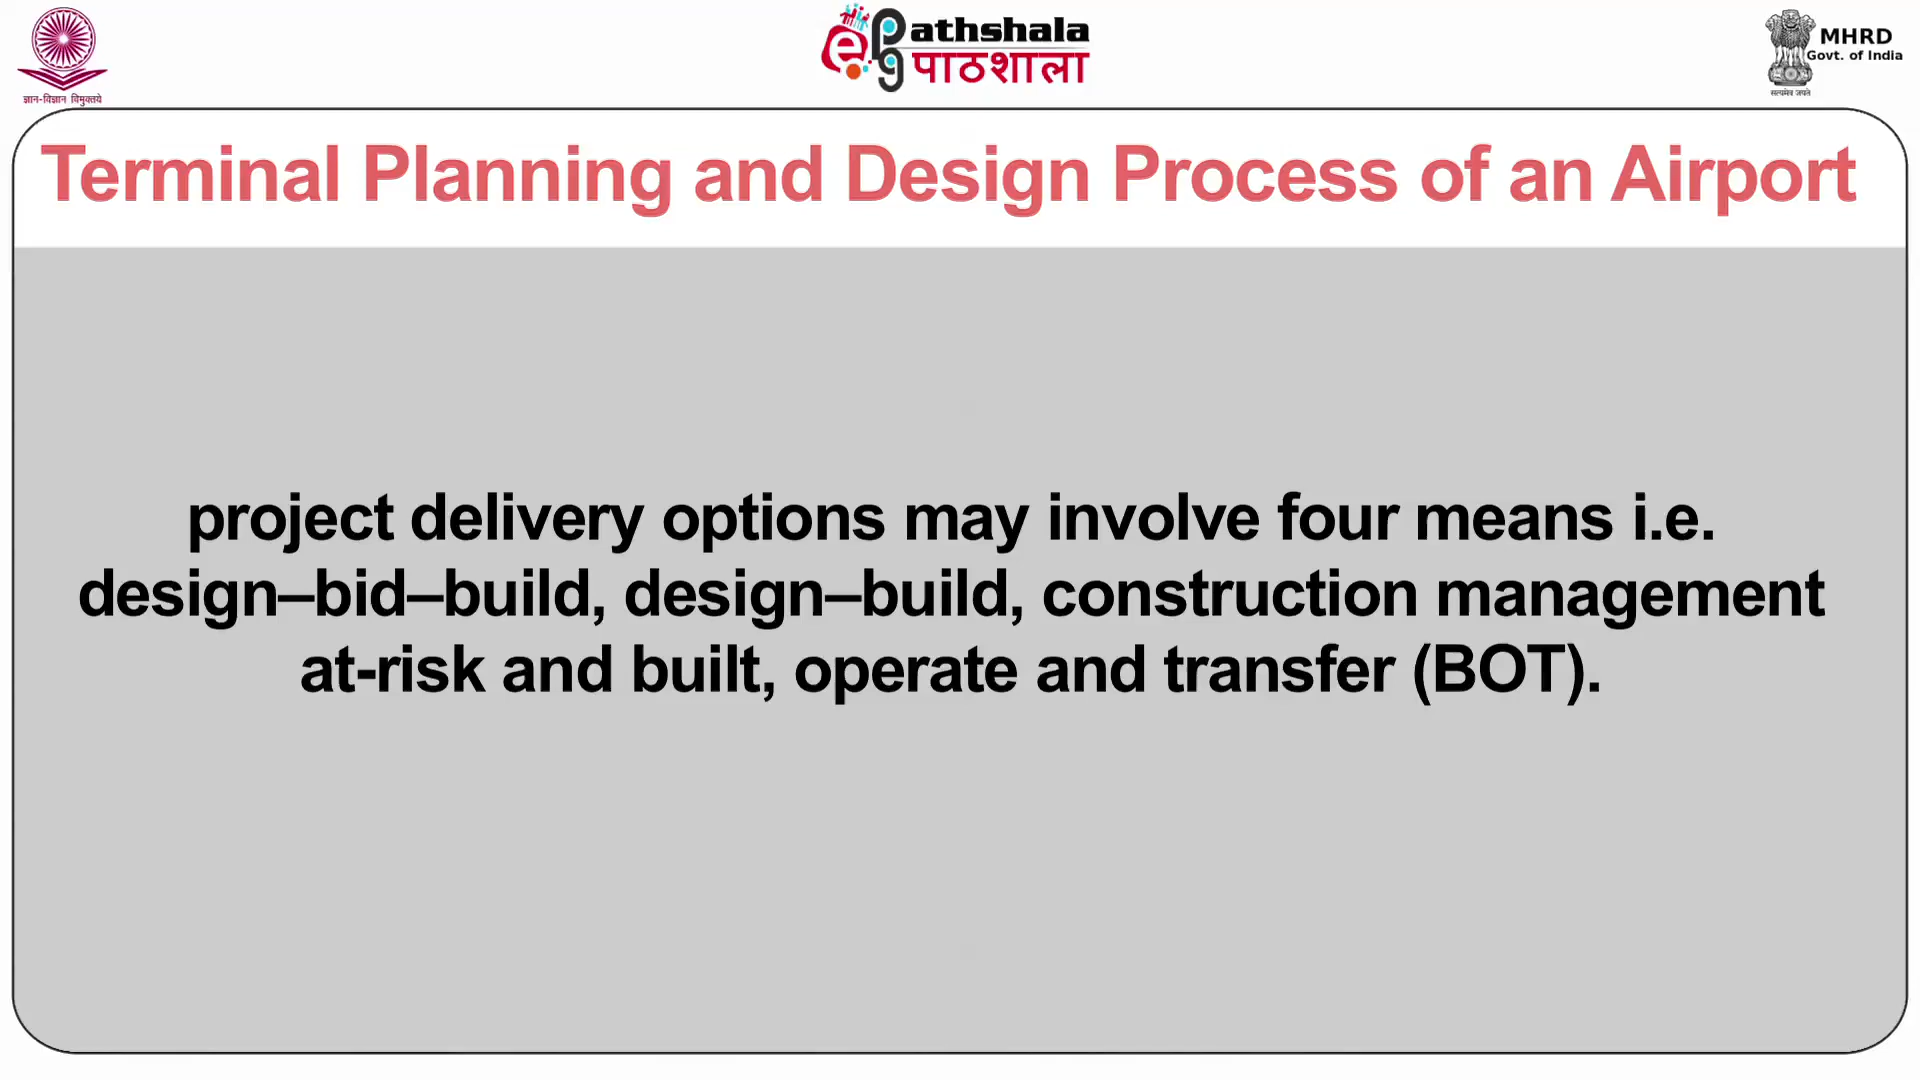 ज्ञान-विज्ञान विमुक्तये
ePathshala
पाठशाला
MHRD
Govt. of India
सत्यमेव जयते
Terminal Planning and Design Process of an Airport
project delivery options may involve four means i.e.
design–bid–build, design–build, construction management
at-risk and built, operate and transfer (BOT).